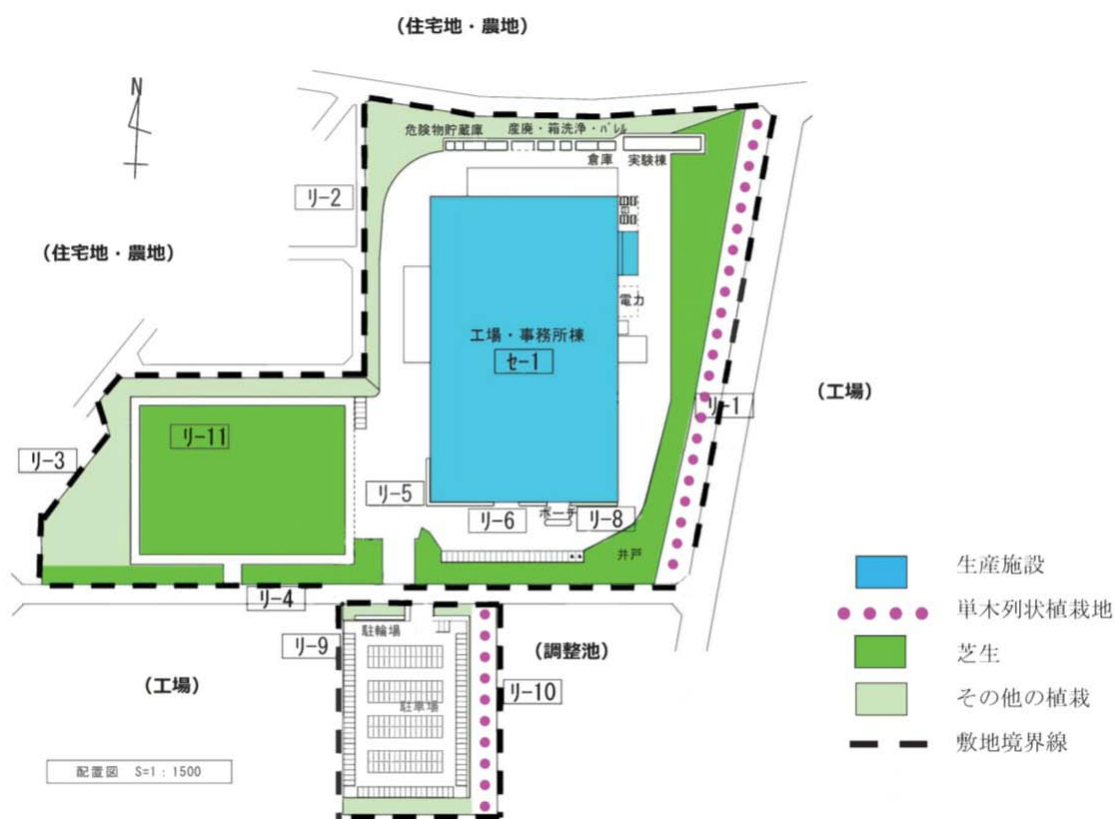 (住宅地・農地)
N
危険物貯蔵庫
産廃・箱洗浄・バレル
倉庫
実験棟
リ-2
(住宅地・農地)
電力
工場・事務所棟
セ-1
(工場)
リ-1
リ-11
リ-3
リ-5
リ-6
ポーチ
リ-8
井戸
リ-4
生産施設
単木列状植栽地
芝生
その他の植栽
敷地境界線
駐輪場
リ-9
(調整池)
(工場)
リ-10
駐車場
配置図 S=1：1500